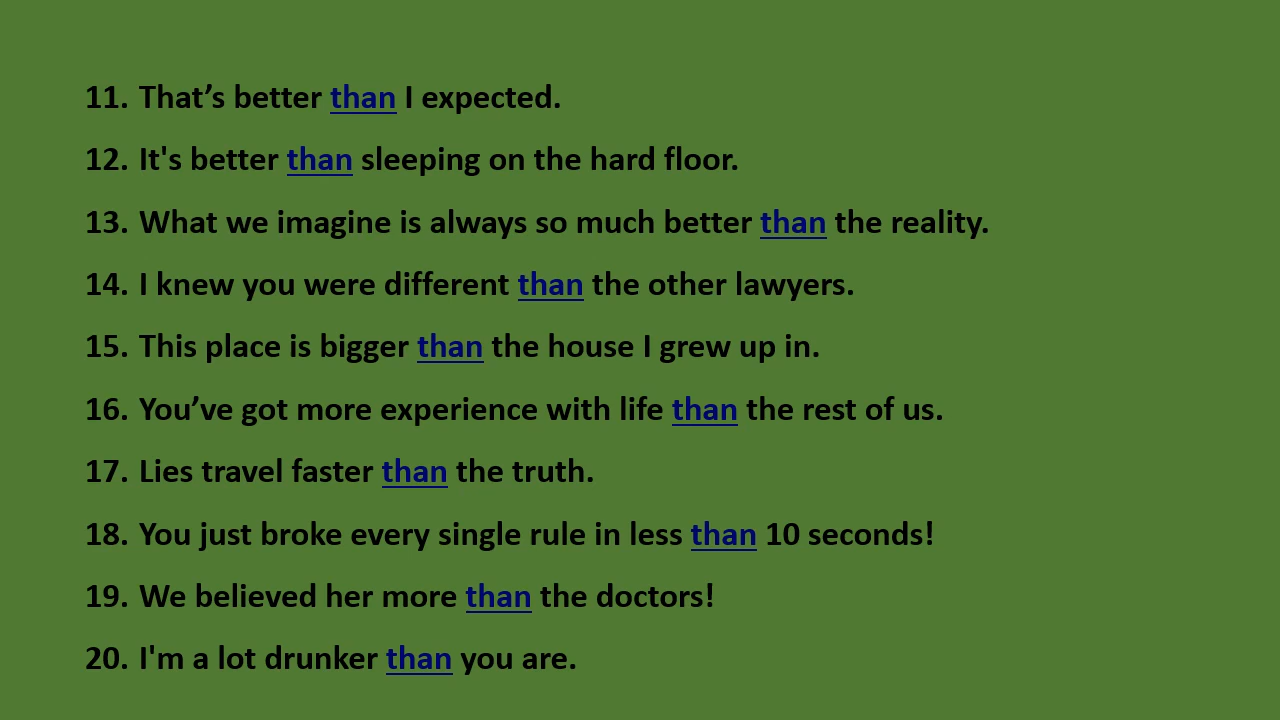 11. That’s better than I expected.
12. It's better than sleeping on the hard floor.
13. What we imagine is always so much better than the reality.
14. I knew you were different than the other lawyers.
15. This place is bigger than the house I grew up in.
16. You’ve got more experience with life than the rest of us.
17. Lies travel faster than the truth.
18. You just broke every single rule in less than 10 seconds!
19. We believed her more than the doctors!
20. I'm a lot drunker than you are.